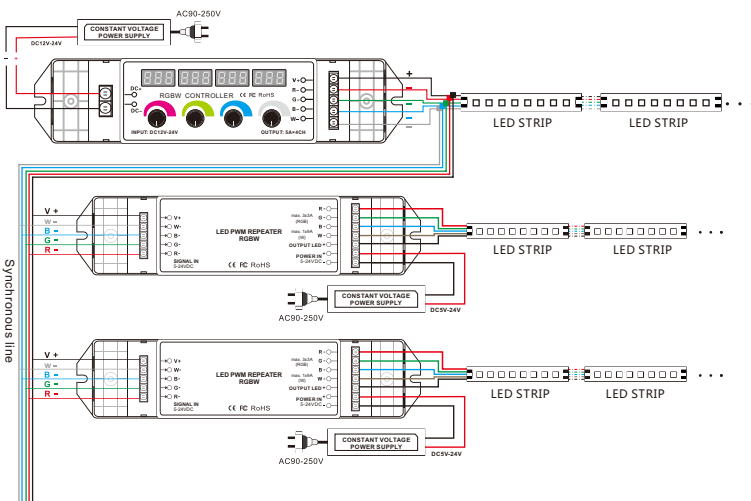 AC90-250V
CONSTANT VOLTAGE
POWER SUPPLY
DC12V-24V
DC+
DC-
RGBW CONTROLLER CE FC RoHS
INPUT: DC12V-24V
OUTPUT: 5A×4CH
V+
R-
G-
B-
W-
+
-
-
-
-
LED STRIP
LED STRIP
Synchronous line
V +
W -
B -
G -
R -
V+
W-
B-
G-
R-
SIGNAL IN
5-24VDC
LED PWM REPEATER
RGBW
CE FC RoHS
max. 3x3A
(RGB)
(W)
R -
G -
B -
W -
OUTPUT LED +
POWER IN +
5-24VDC -
LED STRIP
LED STRIP
CONSTANT VOLTAGE
POWER SUPPLY
DC5V-24V
AC90-250V
V +
W -
B -
G -
R -
V+
W-
B-
G-
R-
SIGNAL IN
5-24VDC
LED PWM REPEATER
RGBW
CE FC RoHS
max. 3x3A
(RGB)
(W)
R -
G -
B -
W -
OUTPUT LED +
POWER IN +
5-24VDC -
LED STRIP
LED STRIP
CONSTANT VOLTAGE
POWER SUPPLY
DC5V-24V
AC90-250V